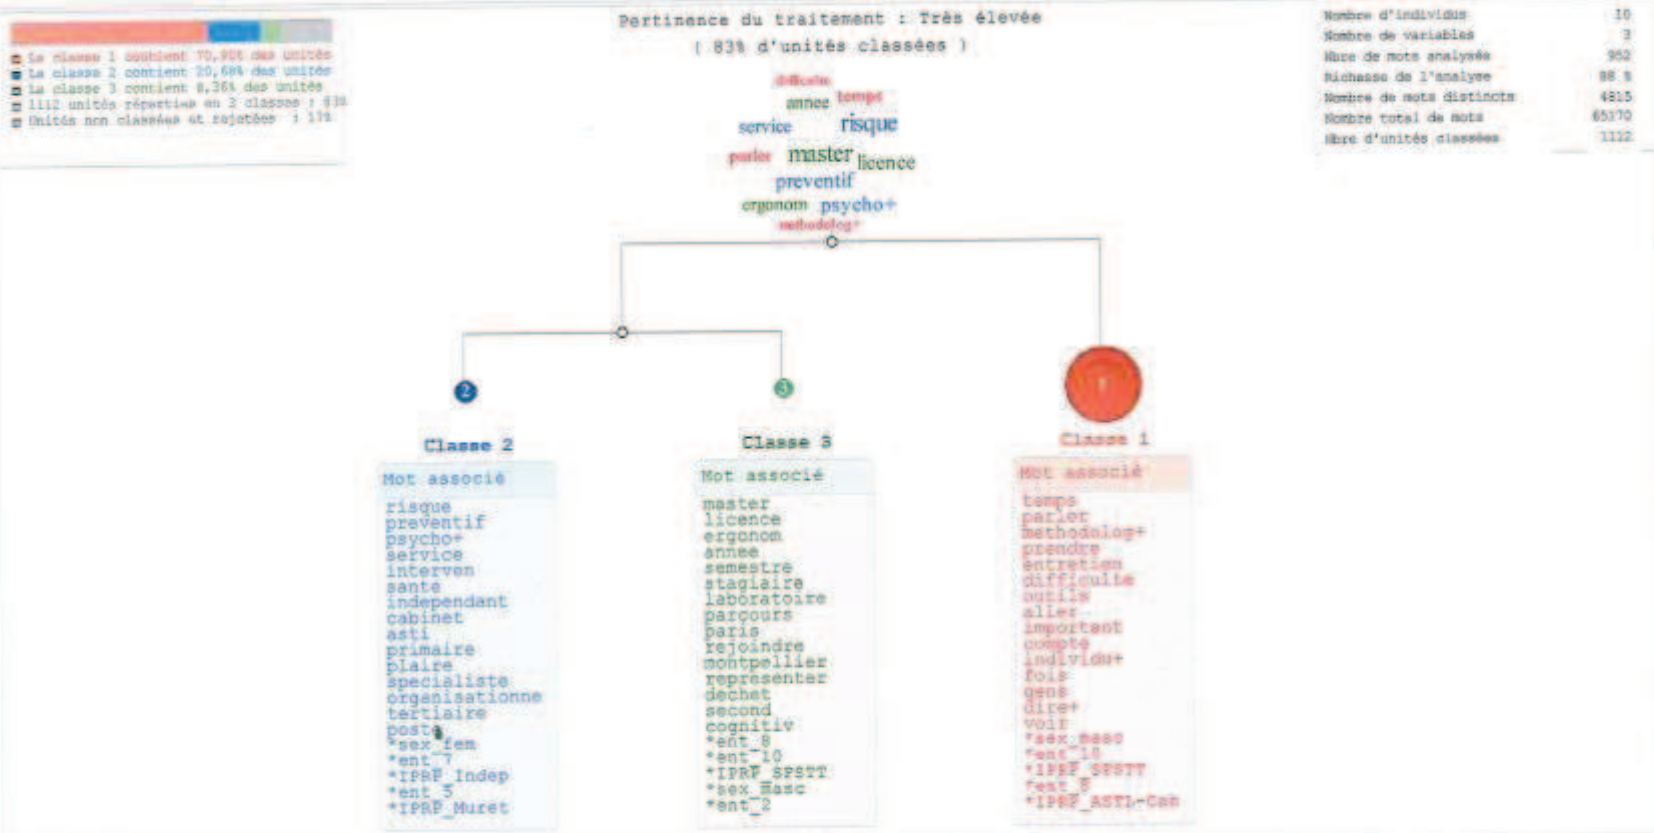 Pertinence du traitement : Très élevée
( 83% d'unités classées )
La classe 1 contient 70,96% des unités
La classe 2 contient 20,68% des unités
La classe 3 contient 8,36% des unités
1112 unités réparties en 3 classes : 83%
Unités non classées et rejetées : 17%
Nombre d'individus 10
Nombre de variables 3
Nbre de mots analysés 952
Richesse de l'analyse 98 %
Nombre de mots distincts 4815
Nombre total de mots 65370
Nbre d'unités classées 1112
difficulte
annee temps
service risque
parler master licence
preventif
ergonom psycho+
methodolog+
2
3
1
Classe 2
Mot associé
risque
preventif
psycho+
service
interven
sante
independant
cabinet
asti
primaire
plaire
specialiste
organisationne
tertiaire
poste
*sex_fem
*ent_7
*IPRP_Indep
*ent_5
*IPRP_Muret
Classe 3
Mot associé
master
licence
ergonom
annee
semestre
stagiaire
laboratoire
parcours
paris
rejoindre
montpellier
representer
dechet
second
cognitiv
*ent_8
*ent_10
*IPRP_SPSTT
*sex_masc
*ent_2
Classe 1
Mot associé
temps
parler
methodolog+
prendre
entretien
difficulte
outils
aller
important
compte
individu+
fois
gens
dire+
voir
*sex_masc
*ent_10
*IPRP_SPSTT
*ent_8